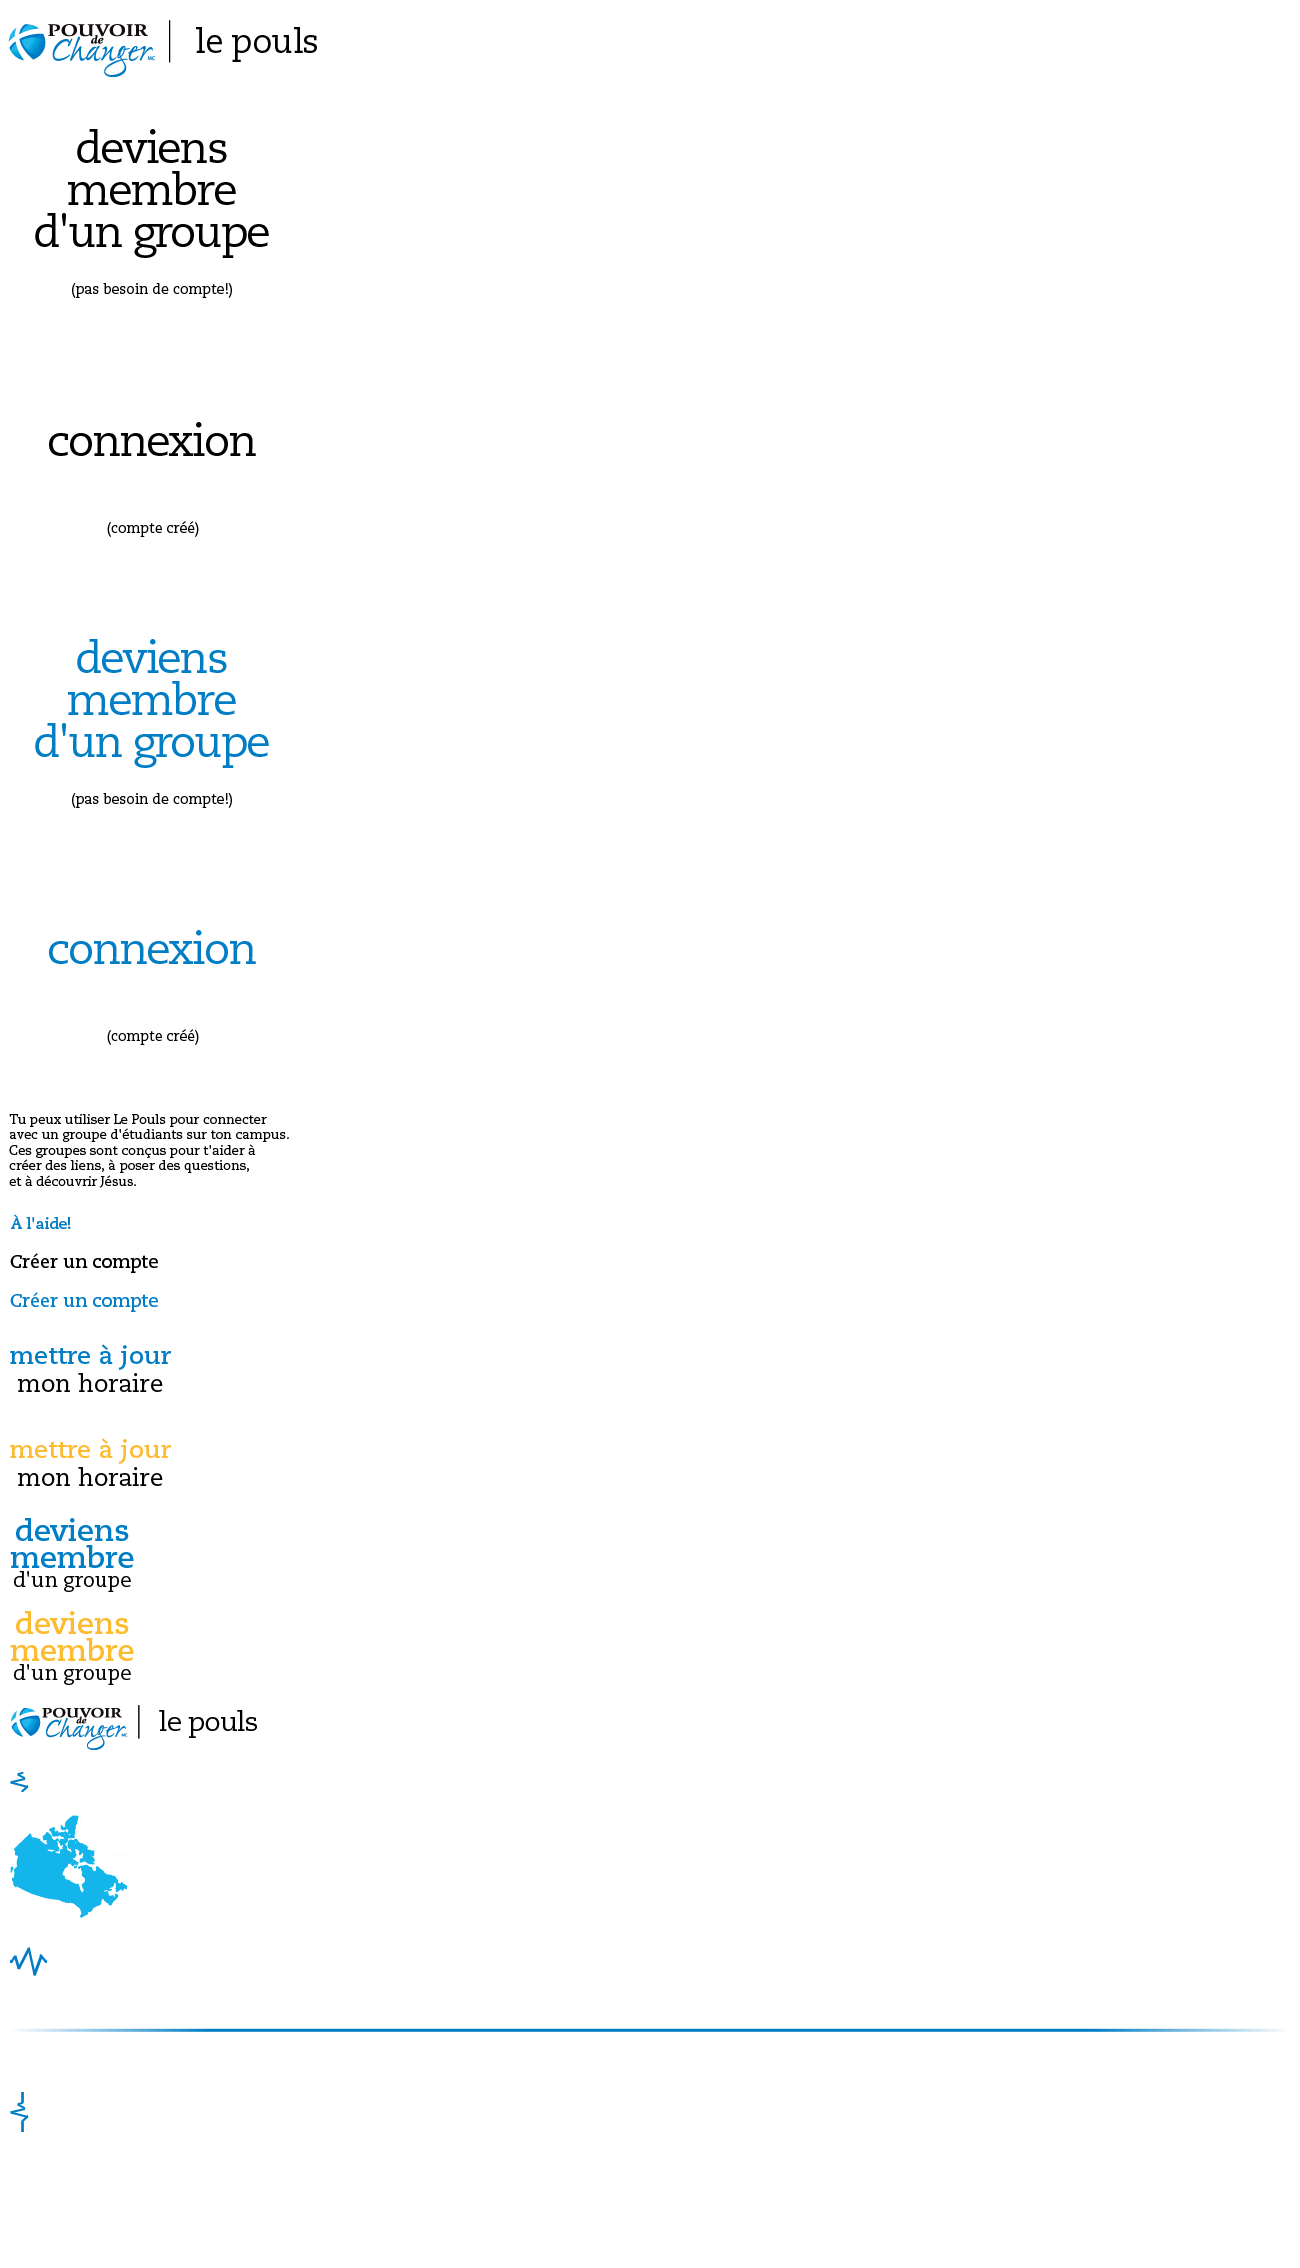 POUVOIR
de
Changer MC
le pouls
deviens
membre
d'un groupe
(pas besoin de compte!)
connexion
(compte créé)
deviens
membre
d'un groupe
(pas besoin de compte!)
connexion
(compte créé)
Tu peux utiliser Le Pouls pour connecter
avec un groupe d'étudiants sur ton campus.
Ces groupes sont conçus pour t'aider à
créer des liens, à poser des questions,
et à découvrir Jésus.
À l'aide!
Créer un compte
Créer un compte
mettre à jour
mon horaire
mettre à jour
mon horaire
deviens
membre
d'un groupe
deviens
membre
d'un groupe
POUVOIR
de
Changer MC
le pouls